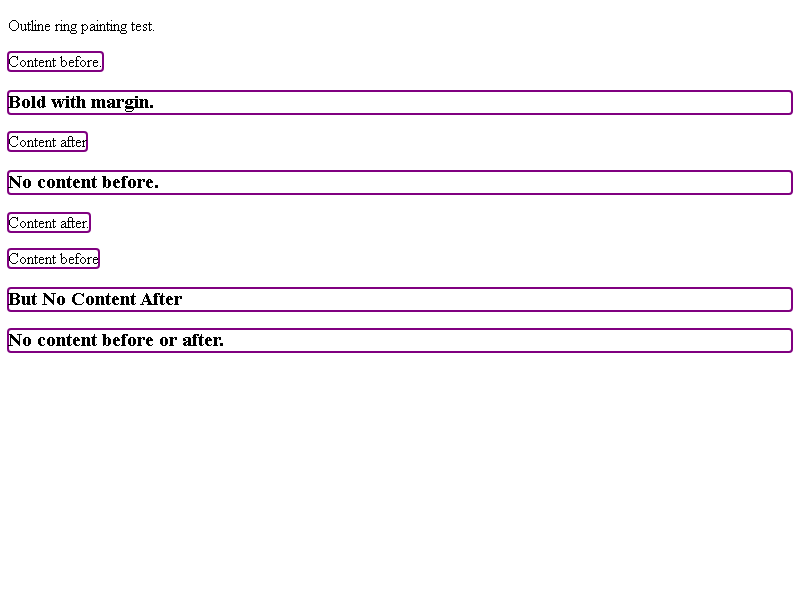 Outline ring painting test.
Content before.
Bold with margin.
Content after
No content before.
Content after.
Content before
But No Content After
No content before or after.